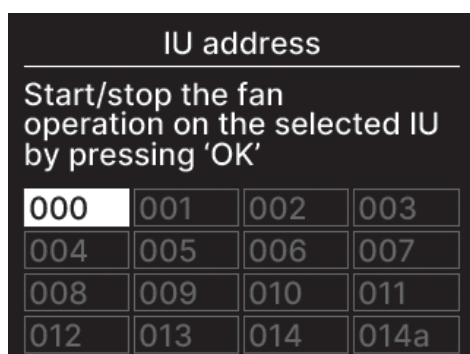 IU address
Start/stop the fan
operation on the selected IU
by pressing ‘OK’
000 001 002 003
004 005 006 007
008 009 010 011
012 013 014 014a